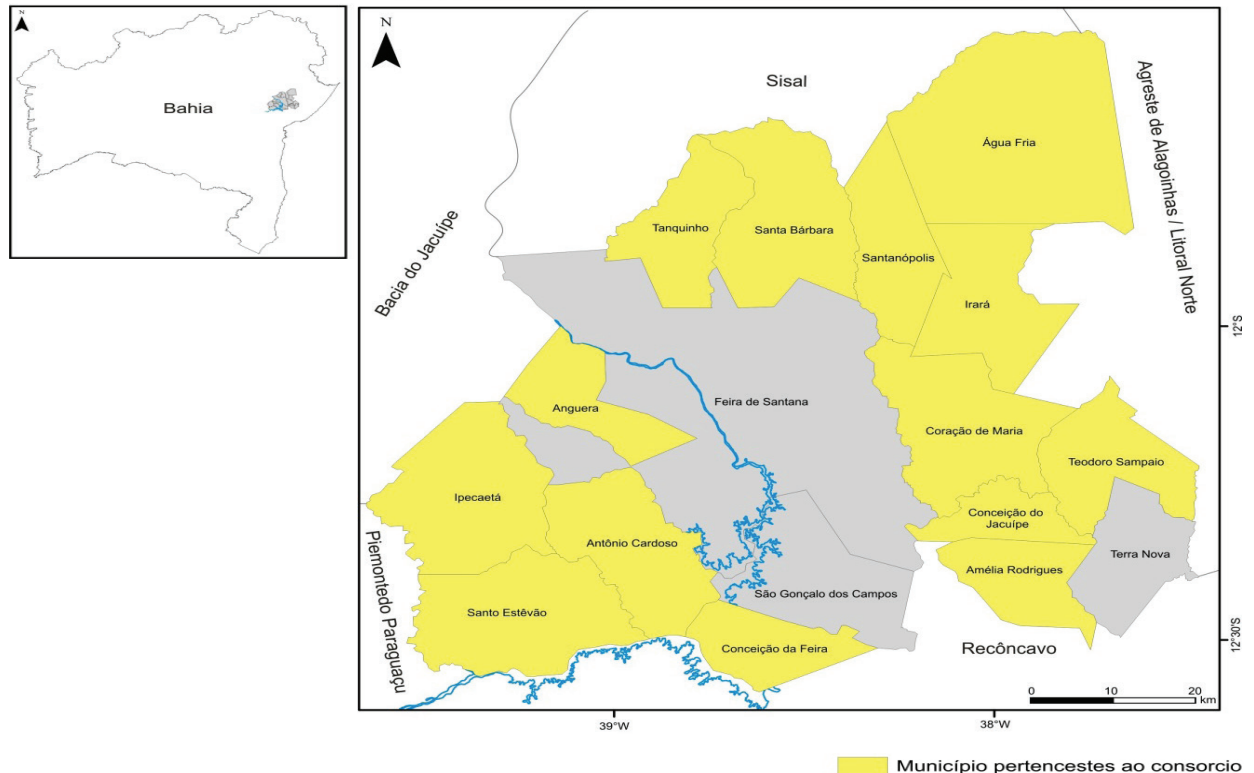 N
Bahia
N
Sisal
Agreste de Alagoinhas / Litoral Norte
Bacia do Jacuípe
Água Fria
Tanquinho
Santa Bárbara
Santanópolis
Irará
12°S
Feira de Santana
Anguera
Coração de Maria
Teodoro Sampaio
Ipecaetá
Conceição do
Jacuípe
Antônio Cardoso
Terra Nova
Amélia Rodrigues
Piemontedo Paraguaçu
São Gonçalo dos Campos
Santo Estêvão
Conceição da Feira
Recôncavo
12°30S
0 10 20
km
39°W
38°W
Município pertencestes ao consorcio